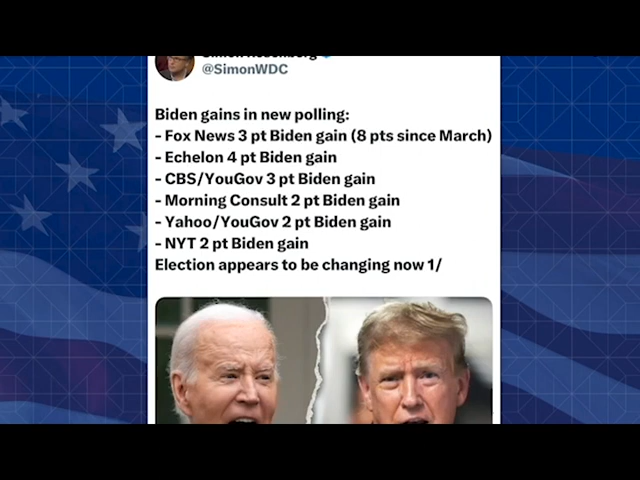 @SimonWDC
Biden gains in new polling:
- Fox News 3 pt Biden gain (8 pts since March)
- Echelon 4 pt Biden gain
- CBS/YouGov 3 pt Biden gain
- Morning Consult 2 pt Biden gain
- Yahoo/YouGov 2 pt Biden gain
- NYT 2 pt Biden gain
Election appears to be changing now 1/